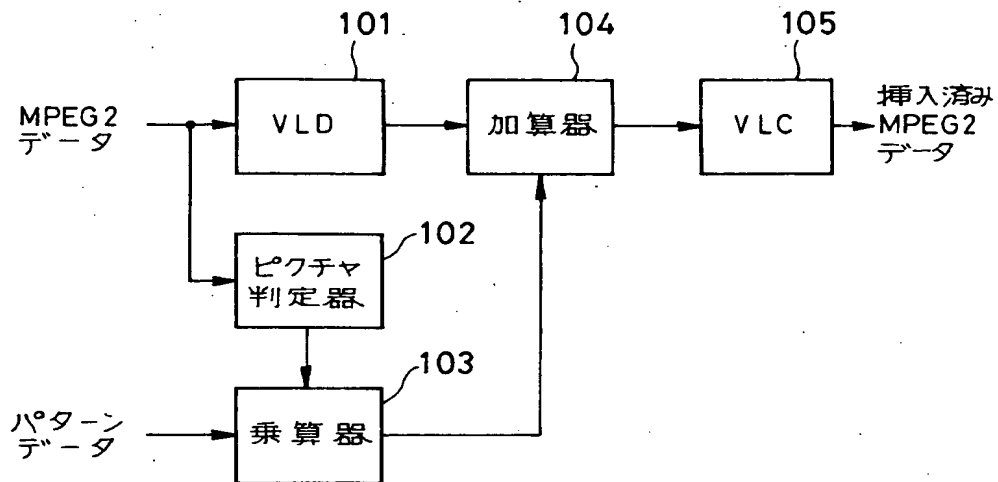 101
104
105
MPEG2
データ
VLD
加算器
VLC
挿入済み
MPEG2
データ
102
ピクチャ
判定器
103
パターン
データ
乗算器